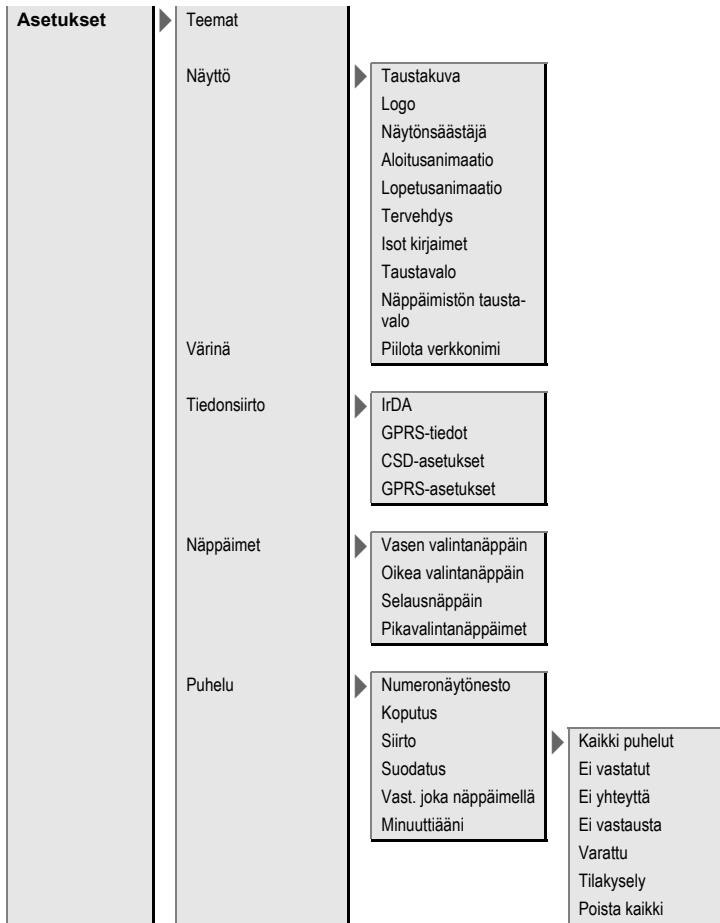 Asetukset
Teemat
Näyttö
Taustakuva
Logo
Näytönsäästäjä
Aloitusanimaatio
Lopetusanimaatio
Tervehdys
Isot kirjaimet
Taustavalo
Näppäimistön tausta-
valo
Piilota verkkonimi
Värinä
Tiedonsiirto
IrDA
GPRS-tiedot
CSD-asetukset
GPRS-asetukset
Näppäimet
Vasen valintanäppäin
Oikea valintanäppäin
Selausnäppäin
Pikavalintanäppäimet
Puhelu
Numeronäytönesto
Koputus
Siirto
Suodatus
Vast. joka näppäimellä
Minuuttiääni
Kaikki puhelut
Ei vastatut
Ei yhteyttä
Ei vastausta
Varattu
Tilakysely
Poista kaikki